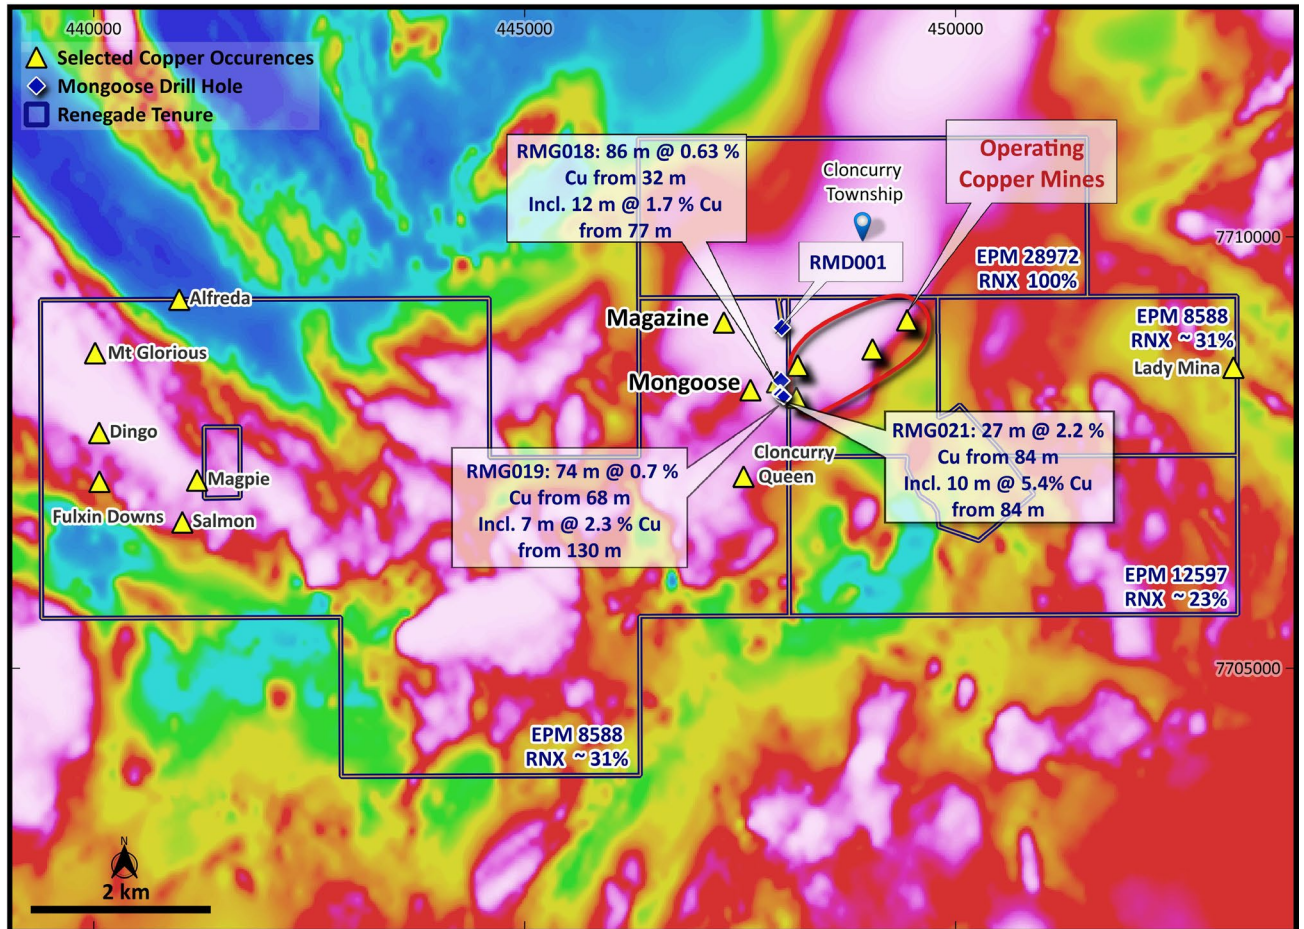 440000
445000
450000
Selected Copper Occurences
Mongoose Drill Hole
Renegade Tenure
RMG018: 86 m @ 0.63 %
Cu from 32 m
Incl. 12 m @ 1.7 % Cu
from 77 m
Cloncurry
Township
Operating
Copper Mines
RMD001
7710000
EPM 28972
RNX 100%
Alfreda
Magazine
EPM 8588
RNX ~ 31%
Mt Glorious
Lady Mina
Mongoose
Dingo
RMG021: 27 m @ 2.2 %
Cu from 84 m
Incl. 10 m @ 5.4% Cu
from 84 m
Cloncurry
Queen
RMG019: 74 m @ 0.7 %
Cu from 68 m
Incl. 7 m @ 2.3 % Cu
from 130 m
Magpie
Fulxin Downs
Salmon
EPM 12597
RNX ~ 23%
7705000
EPM 8588
RNX ~ 31%
N
2 km